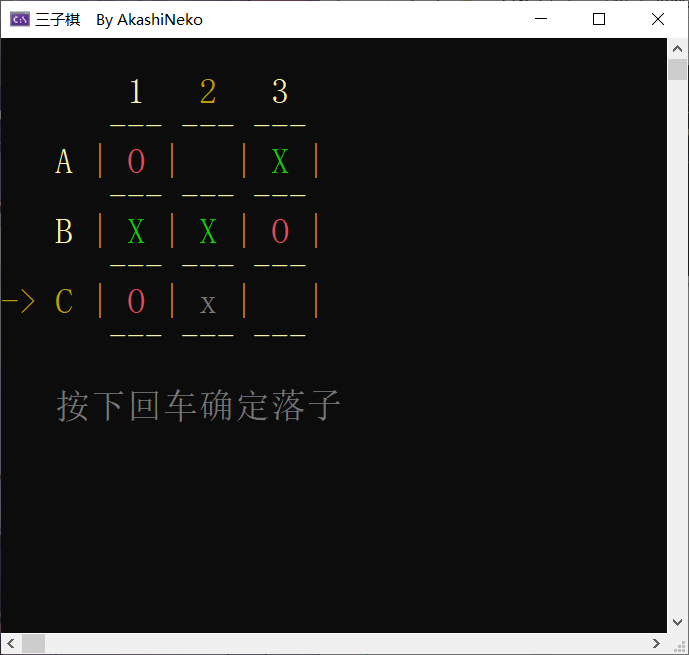 三子棋 By AkashiNeko
1 2 3
--- --- ---
A | O | | X |
--- --- ---
B | X | X | O |
--- --- ---
-> C | O | x | |
--- --- ---
按下回车确定落子